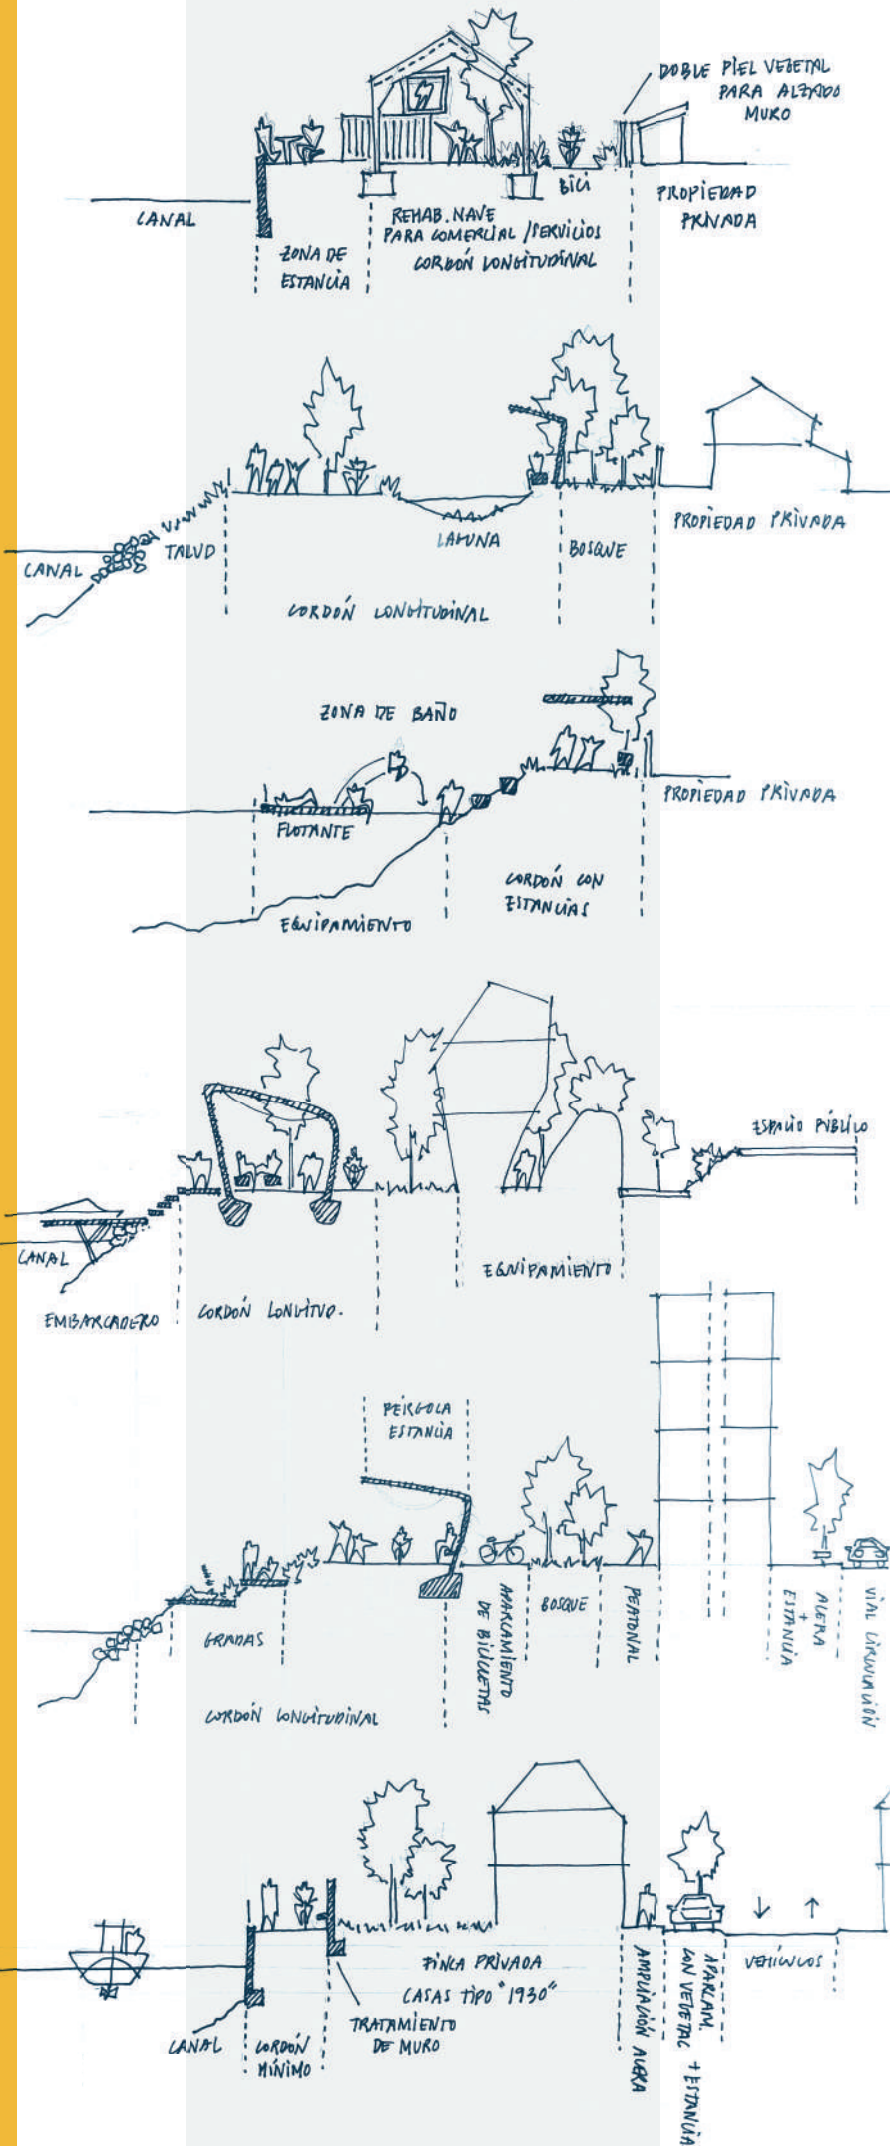 DOBLE PIEL VEGETAL
PARA ALZADO
MURO
CANAL
ZONA DE
ESTANCIA
REHAB. NAVE
PARA COMERCIAL / SERVICIOS
CORDÓN LONGITUDINAL
BICI
PROPIEDAD
PRIVADA
CANAL
TALUD
LAGUNA
BOSQUE
PROPIEDAD PRIVADA
CORDÓN LONGITUDINAL
ZONA DE BAÑO
FLOTANTE
PROPIEDAD PRIVADA
CORDÓN CON
ESTANCIAS
EQUIPAMIENTO
ESPACIO PÚBLICO
CANAL
EMBARCADERO
CORDÓN LONGITUD.
EQUIPAMIENTO
PÉRGOLA
ESTANCIA
GRADAS
CORDÓN LONGITUDINAL
APARCAMIENTO
DE BICICLETAS
BOSQUE
PEATONAL
ACERA
+
ESTANCIA
VIAL CIRCULACIÓN
CANAL
CORDÓN
MÍNIMO
TRATAMIENTO
DE MURO
FINCA PRIVADA
CASAS TIPO "1930"
AMPLIACIÓN ACERA
APARCAM.
CON VEGETAC + ESTANCIA
VEHÍCULOS